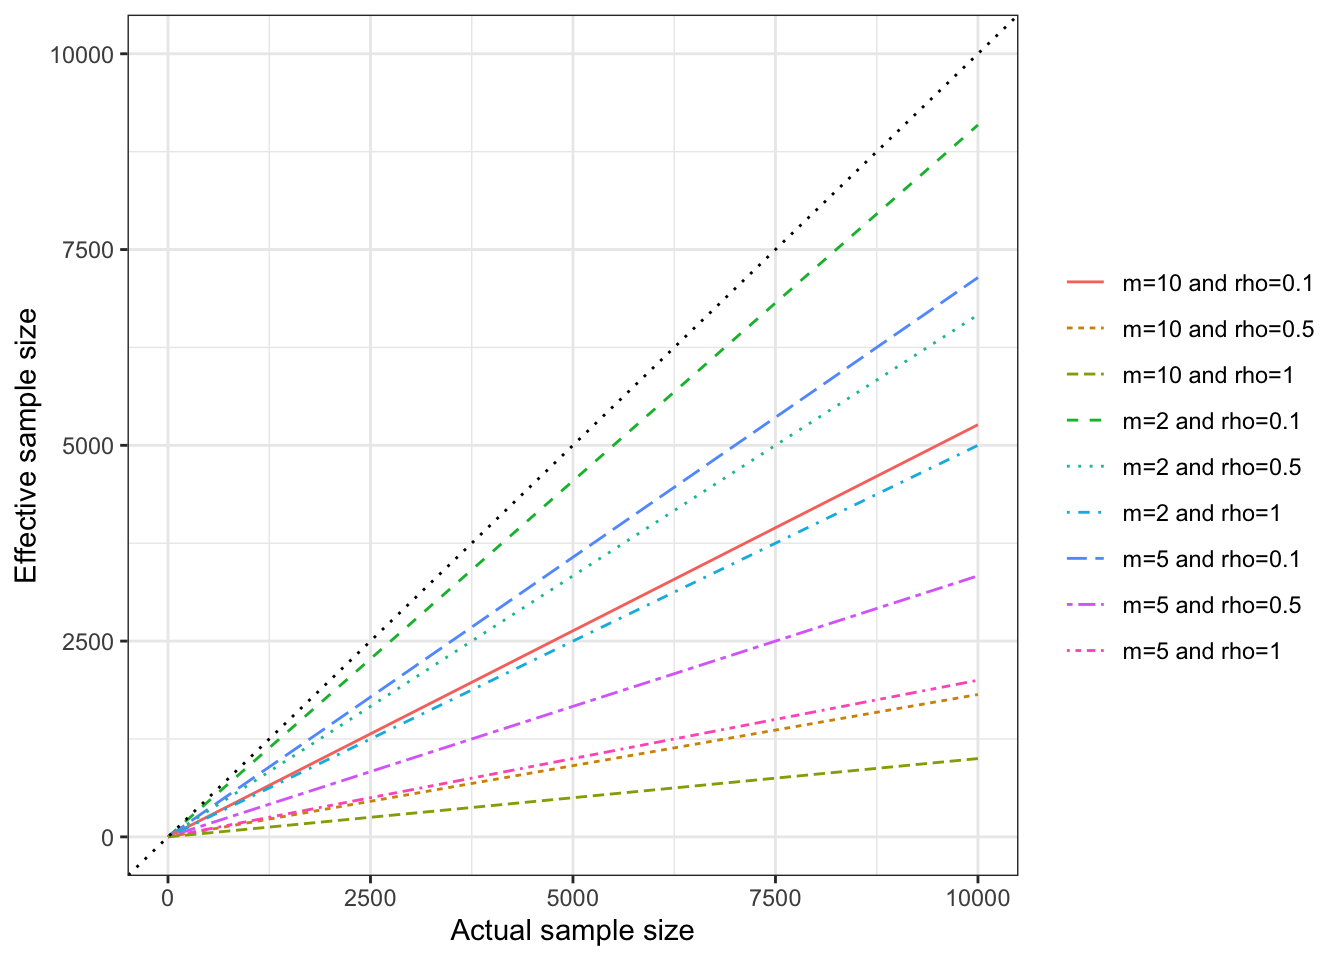 10000
7500
5000
2500
0
Effective sample size
0 2500 5000 7500 10000
Actual sample size
m=10 and rho=0.1
m=10 and rho=0.5
m=10 and rho=1
m=2 and rho=0.1
m=2 and rho=0.5
m=2 and rho=1
m=5 and rho=0.1
m=5 and rho=0.5
m=5 and rho=1